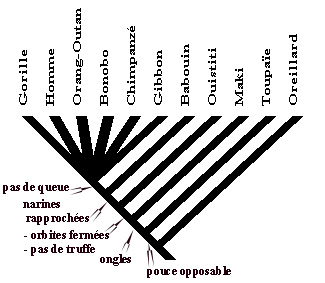 Gorille
Homme
Orang-Outan
Bonobo
Chimpanzé
Gibbon
Babouin
Ouistiti
Maki
Toupaïe
Oreillard
pas de queue
narines
rapprochées
- orbites fermées
- pas de truffe
ongles
pouce opposable